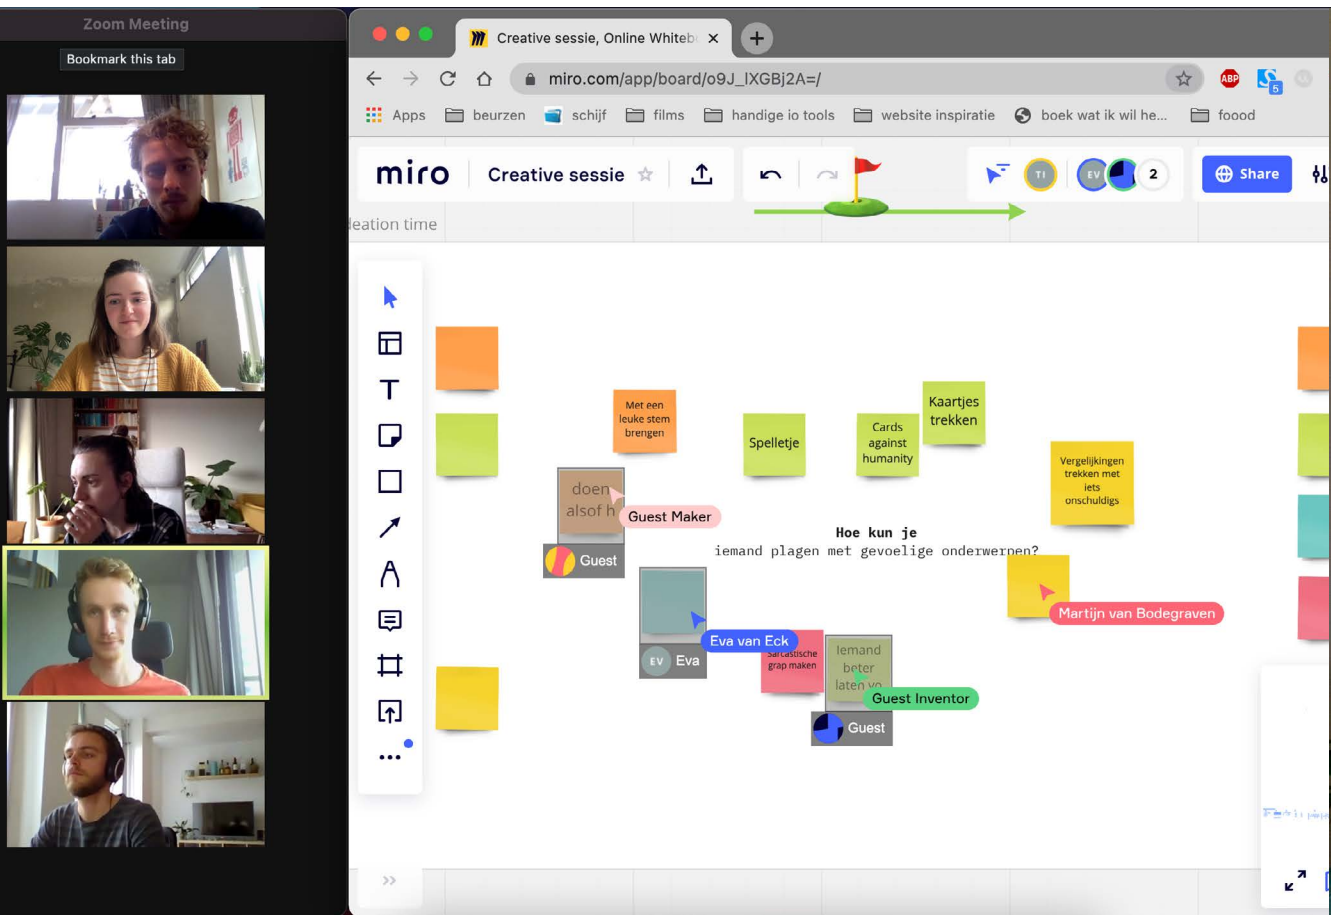 Zoom Meeting
Bookmark this tab
Creative sessie, Online Whiteb
miro.com/app/board/o9J_lXGBj2A=/
ABP
5
Apps
beurzen
schijf
films
handige io tools
website inspiratie
boek wat ik wil he...
foood
miro
Creative sessie
TI
EV
2
Share
deation time
Met een
leuke stem
brengen
Spelletje
Cards
against
humanity
Kaartjes
trekken
Vergelijkingen
trekken met
iets
onschuldigs
doen
alsof h
Guest Maker
Guest
Hoe kun je
iemand plagen met gevoelige onderwerpen?
Martijn van Bodegraven
Eva van Eck
EV Eva
Sarcastische
grap maken
Iemand
beter
laten vo
Guest Inventor
Guest